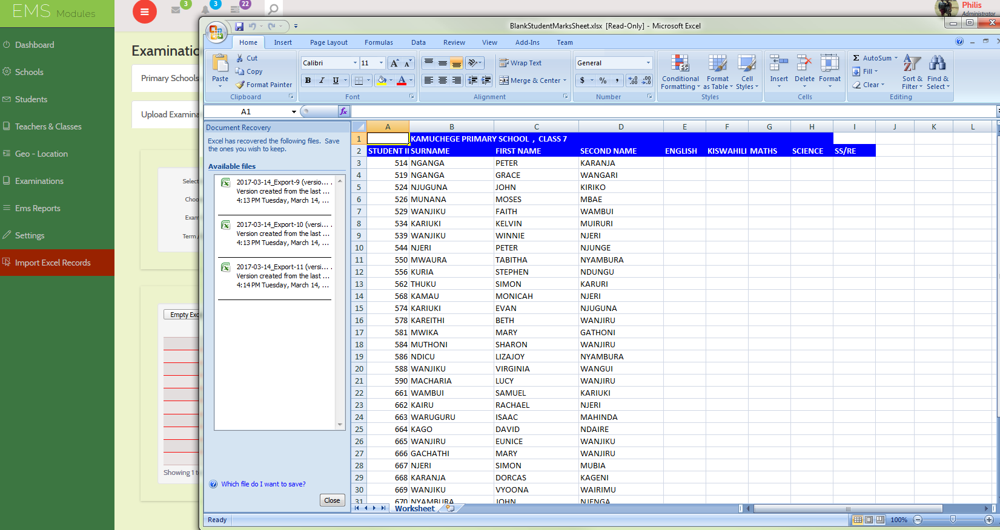 EMS Modules
3
3
22
Philis
Administrator
Dashboard
Schools
Students
Teachers & Classes
Geo - Location
Examinations
Ems Reports
Settings
Import Excel Records
Primary Schools
Select
Term
Showing 1
BlankStudentMarksSheet.xlsx [Read-Only] - Microsoft Excel
Home Insert Page Layout Formulas Data Review View Add-Ins Team
Paste
Cut
Copy
Format Painter
Clipboard
Calibri 11
B I U
Font
Wrap Text
Merge & Center
Alignment
General
$ % ,
Number
Conditional Formatting
Format as Table
Cell Styles
Styles
Insert Delete Format
Cells
Σ AutoSum
Fill
Clear
Sort & Filter
Find & Select
Editing
A1 fx
Document Recovery
Excel has recovered the following files. Save
the ones you wish to keep.
Available files
2017-03-14_Export-9 (versio... .
Version created from the last ...
4:13 PM Tuesday, March 14, ...
2017-03-14_Export-10 (versi... .
Version created from the last ...
4:13 PM Tuesday, March 14, ...
2017-03-14_Export-11 (versi... .
Version created from the last ...
4:14 PM Tuesday, March 14, ...
Which file do I want to save?
Close
A B C D E F G H I J K L
1 KAMUCHEGE PRIMARY SCHOOL , CLASS 7
2 STUDENT SURNAME FIRST NAME SECOND NAME ENGLISH KISWAHILI MATHS SCIENCE SS/RE
3 514 NGANGA PETER KARANJA
4 519 NGANGA GRACE WANGARI
5 524 NJUGUNA JOHN KIRIKO
6 526 MUNANA MOSES MBAE
7 529 WANJIKU FAITH WAMBUI
8 534 KARIUKI KELVIN MUIRURI
9 539 WANJIKU WINNIE NJERI
10 544 NJERI PETER NJUNGE
11 550 MWAURA TABITHA NYAMBURA
12 556 KURIA STEPHEN NDUNGU
13 562 THUKU SIMON KARURI
14 568 KAMAU MONICAH NJERI
15 574 KARIUKI EVAN NJUGUNA
16 578 KAREITHI BETH WANJIRU
17 581 MWIKA MARY GATHONI
18 584 MUTHONI SHARON WANJIRU
19 586 NDICU LIZAJOY NYAMBURA
20 588 WANJIKU VIRGINIA WANGUI
21 590 MACHARIA LUCY WANJIRU
22 661 WAMBUI SAMUEL KARIUKI
23 662 KAIRU RACHAEL NJERI
24 663 WARUGURU ISAAC MAHINDA
25 664 KAGO DAVID NDAIRE
26 665 WANJIRU EUNICE WANJIKU
27 666 GACHATHI MARY WANJIRU
28 667 NJERI SIMON MUBIA
29 668 KARANJA DORCAS KAGENI
30 669 WANJIKU VYOONA WAIRIMU
31 670 NYAMBURA JOHN NJENGA
Worksheet
Ready
100%